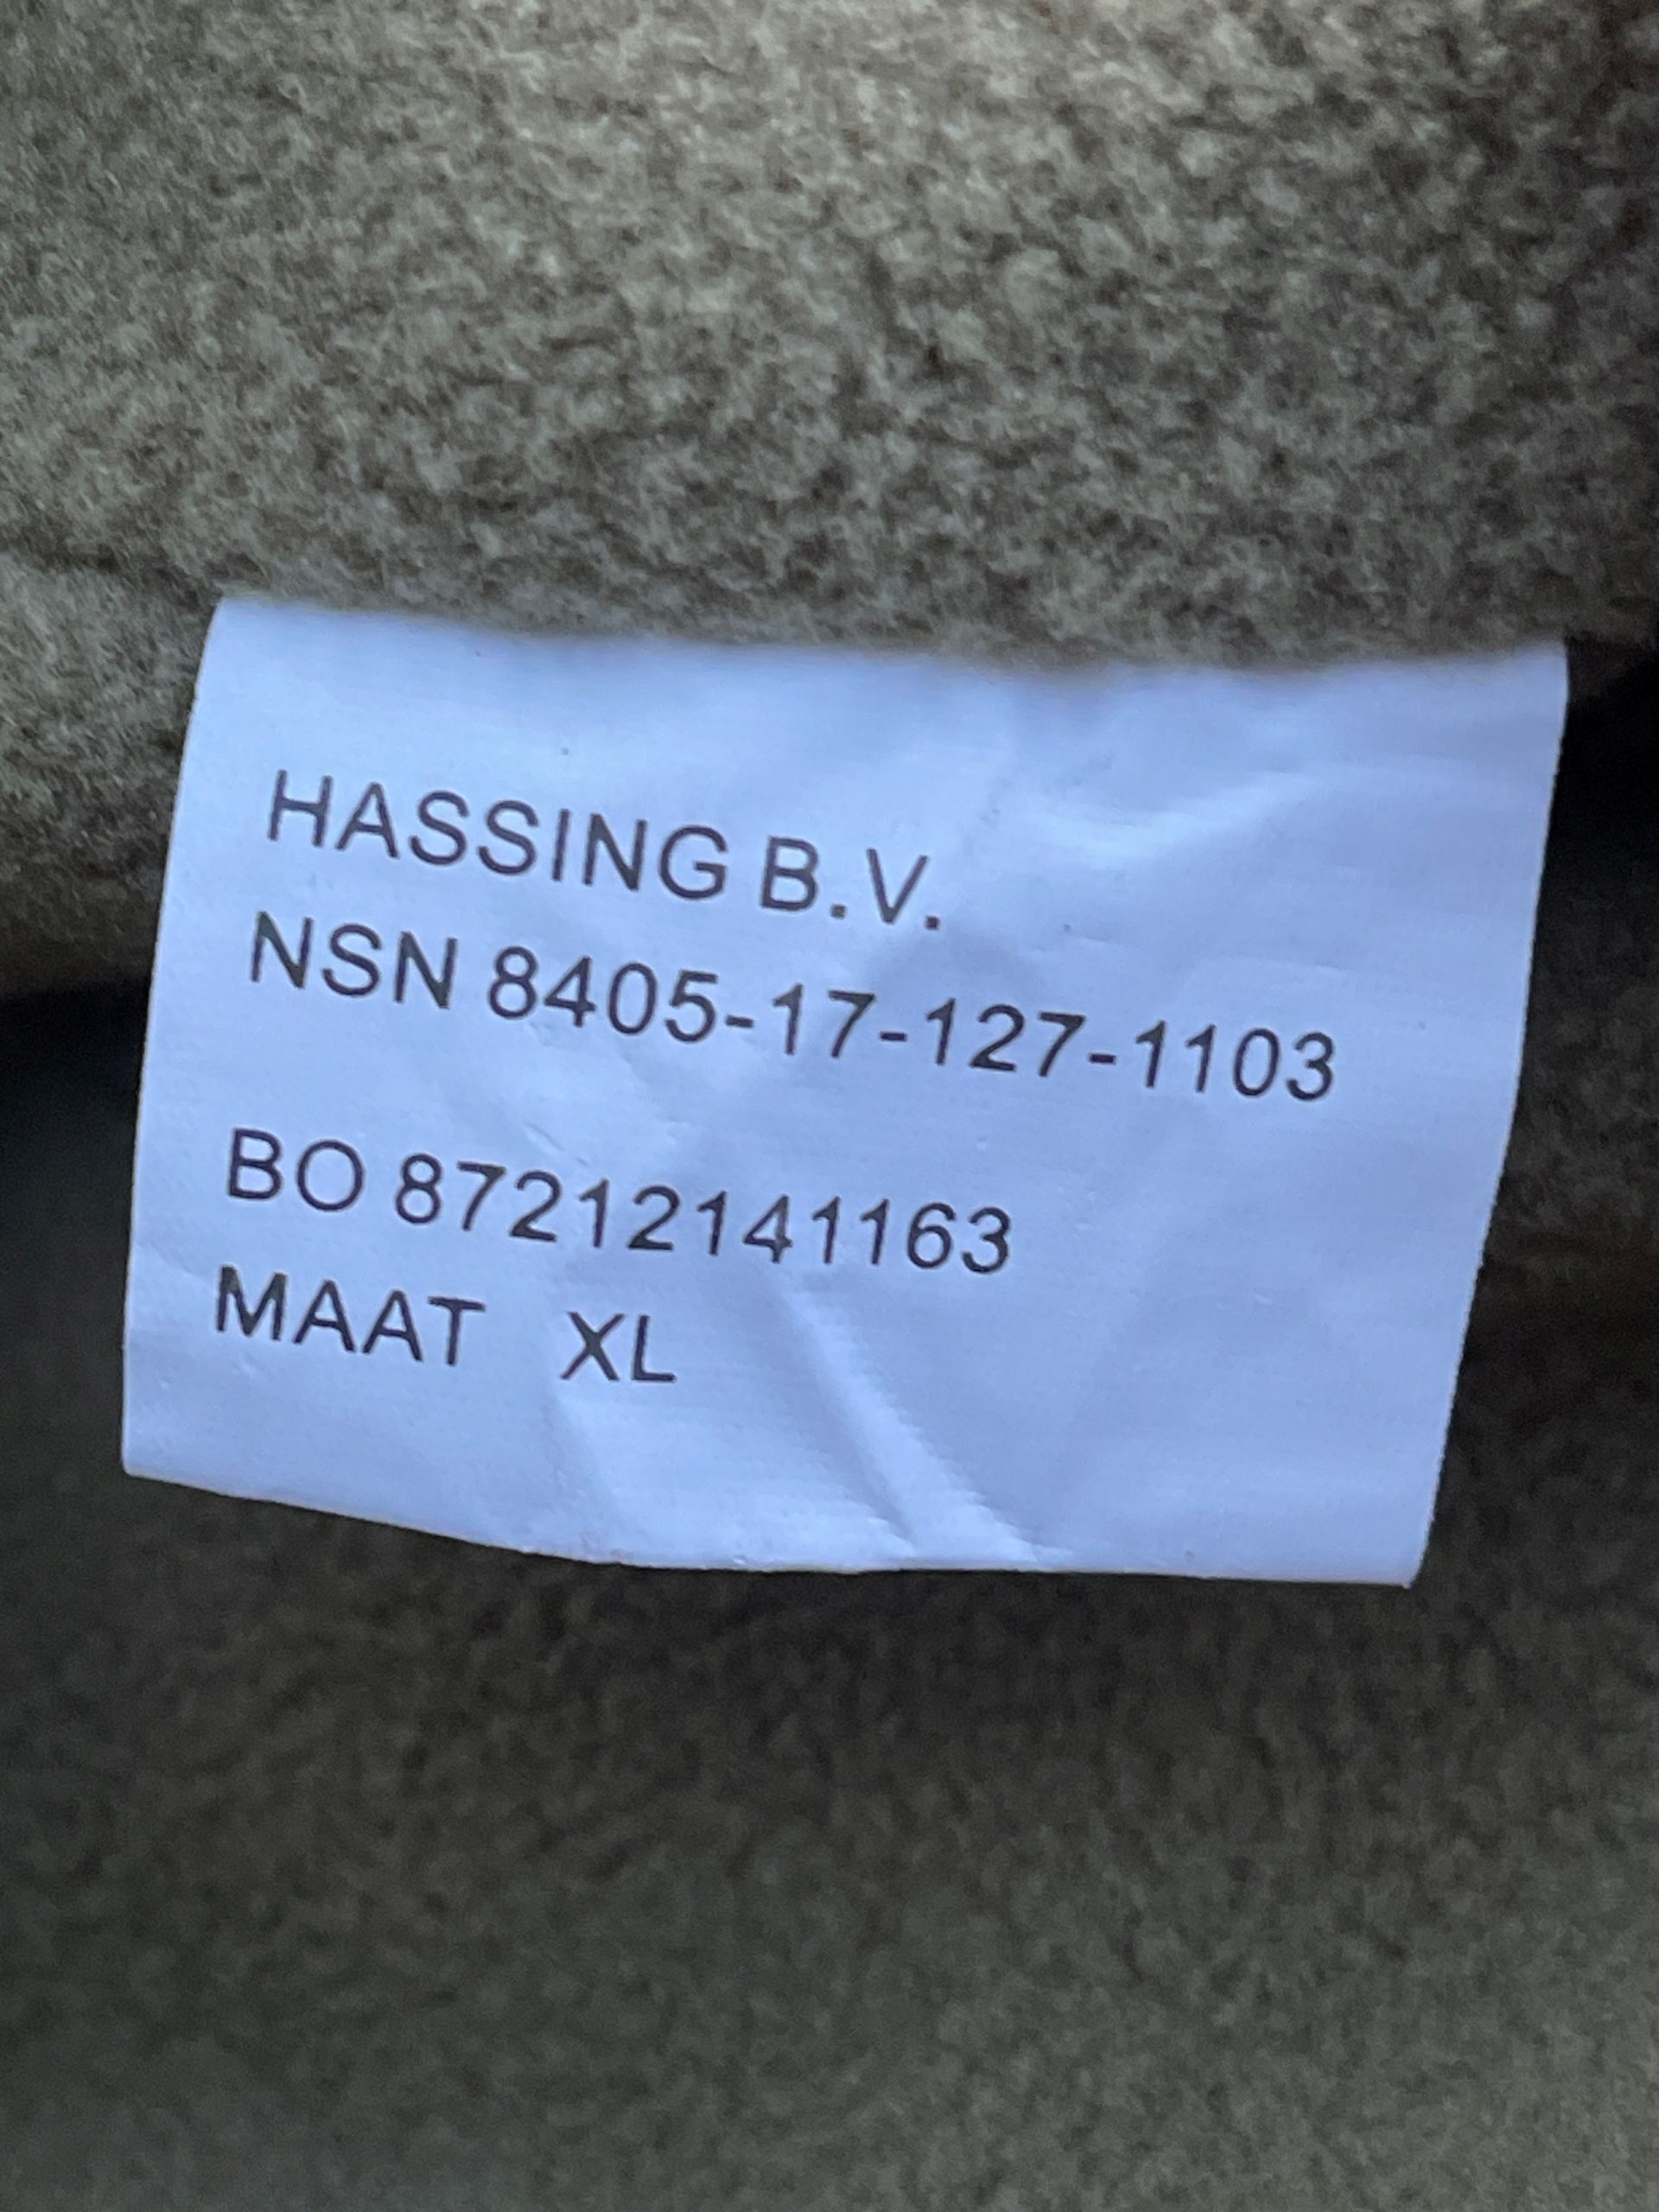 HASSING B.V.
NSN 8405-17-127-1103
BO 87212141163
MAAT XL